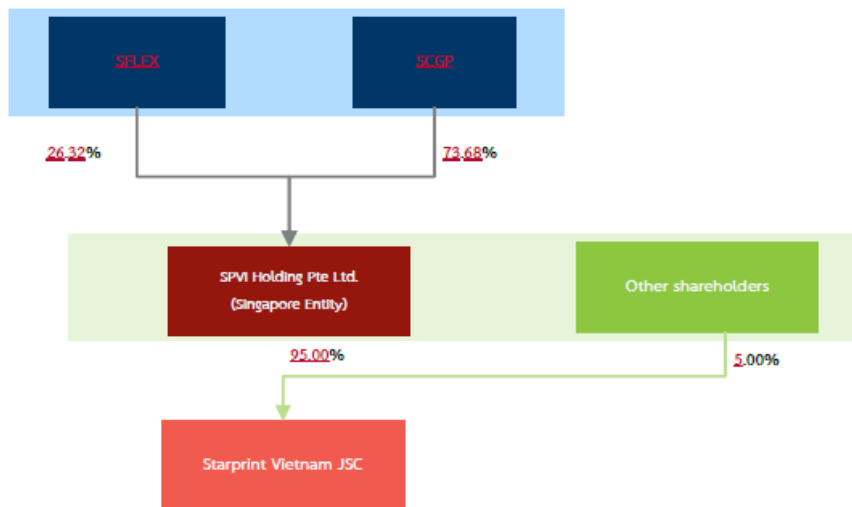 SFLEX
SCGP
26.32%
73.68%
SPVI Holding Pte Ltd.
(Singapore Entity)
Other shareholders
95.00%
5.00%
Starprint Vietnam JSC